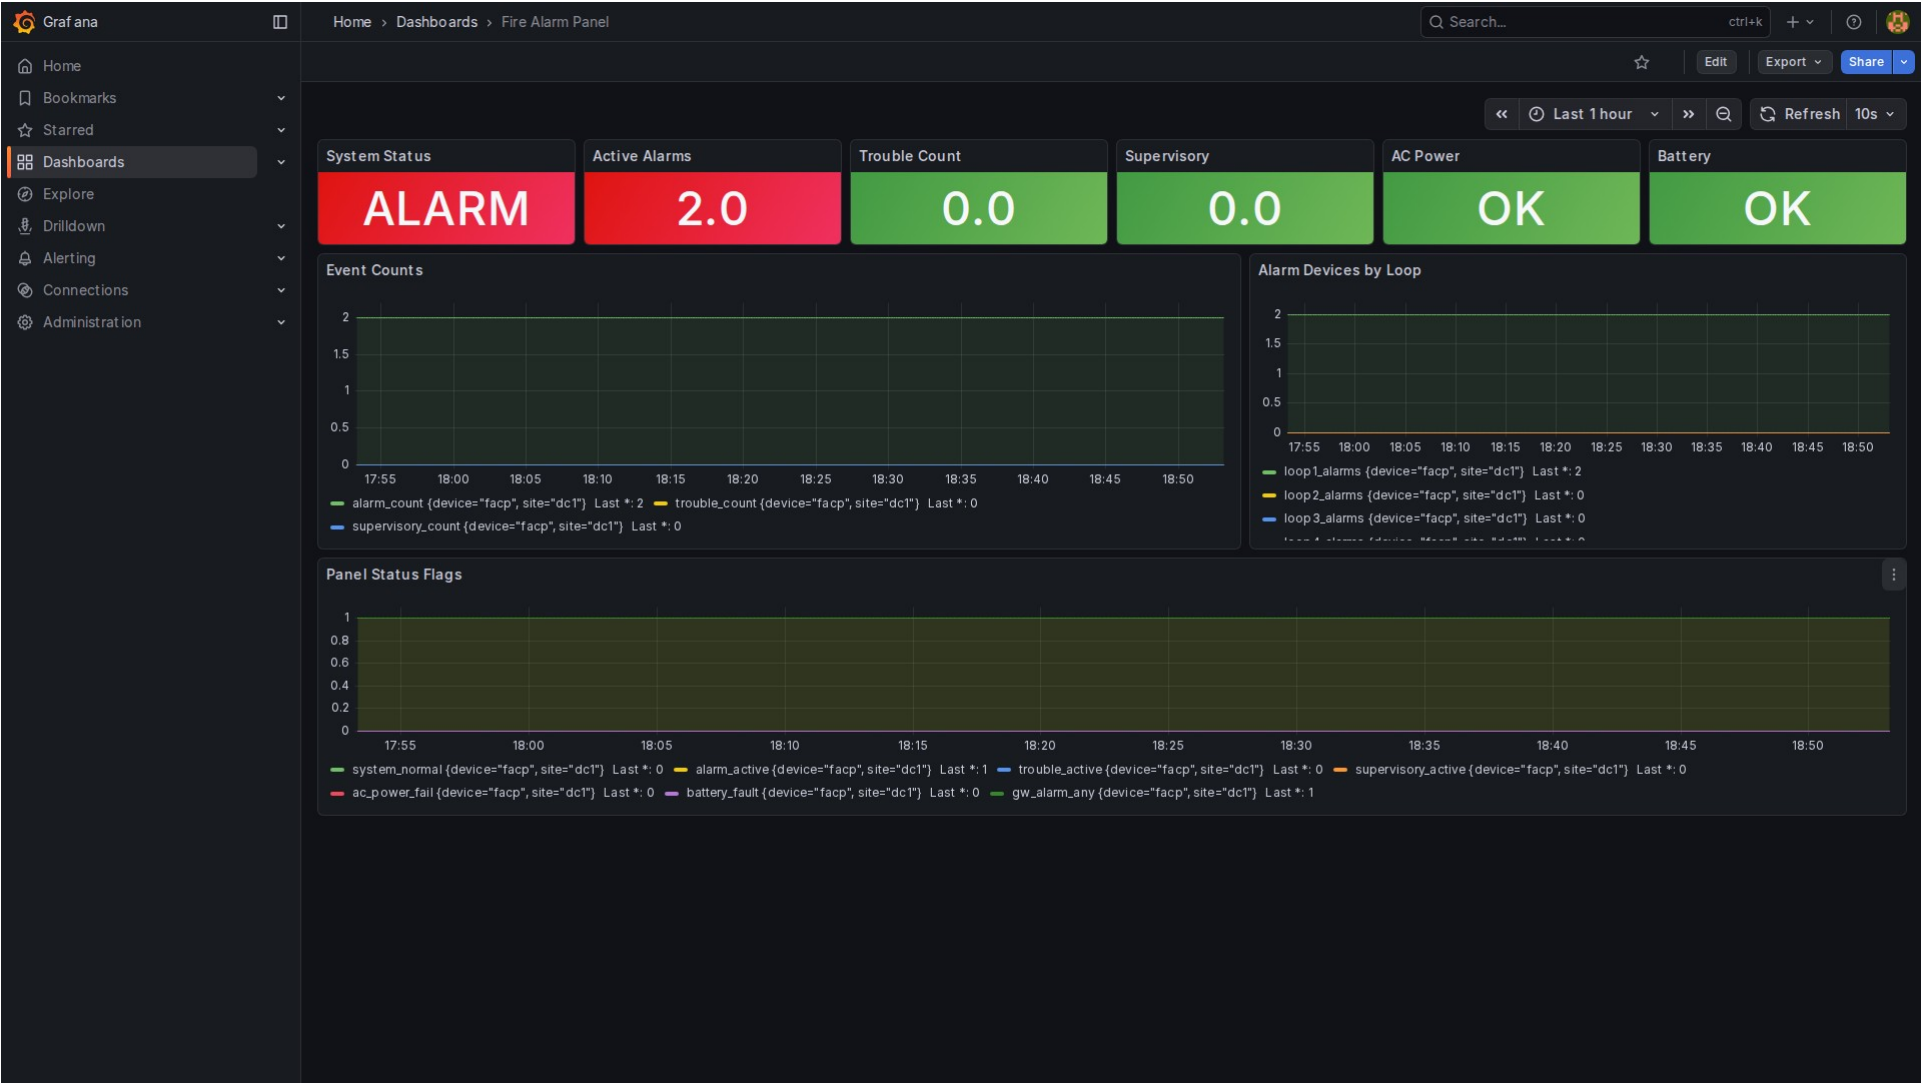 Grafana
Home › Dashboards › Fire Alarm Panel
Search...
ctrl+k
Home
Bookmarks
Starred
Dashboards
Explore
Drilldown
Alerting
Connections
Administration
Edit
Export
Share
Last 1 hour
Refresh
10s
System Status
ALARM
Active Alarms
2.0
Trouble Count
0.0
Supervisory
0.0
AC Power
OK
Battery
OK
Event Counts
2
1.5
1
0.5
0
17:55 18:00 18:05 18:10 18:15 18:20 18:25 18:30 18:35 18:40 18:45 18:50
alarm_count {device="facp", site="dc1"} Last *: 2 trouble_count {device="facp", site="dc1"} Last *: 0
supervisory_count {device="facp", site="dc1"} Last *: 0
Alarm Devices by Loop
2
1.5
1
0.5
0
17:55 18:00 18:05 18:10 18:15 18:20 18:25 18:30 18:35 18:40 18:45 18:50
loop1_alarms {device="facp", site="dc1"} Last *: 2
loop2_alarms {device="facp", site="dc1"} Last *: 0
loop3_alarms {device="facp", site="dc1"} Last *: 0
Panel Status Flags
1
0.8
0.6
0.4
0.2
0
17:55 18:00 18:05 18:10 18:15 18:20 18:25 18:30 18:35 18:40 18:45 18:50
system_normal {device="facp", site="dc1"} Last *: 0 alarm_active {device="facp", site="dc1"} Last *: 1 trouble_active {device="facp", site="dc1"} Last *: 0 supervisory_active {device="facp", site="dc1"} Last *: 0
ac_power_fail {device="facp", site="dc1"} Last *: 0 battery_fault {device="facp", site="dc1"} Last *: 0 gw_alarm_any {device="facp", site="dc1"} Last *: 1